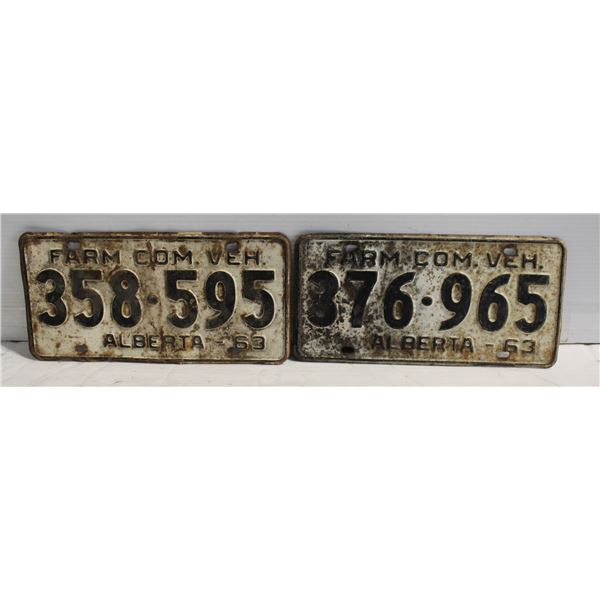 FARM COM. VEH.
358·595
ALBERTA - 63
FARM COM. VEH.
376·965
ALBERTA - 63